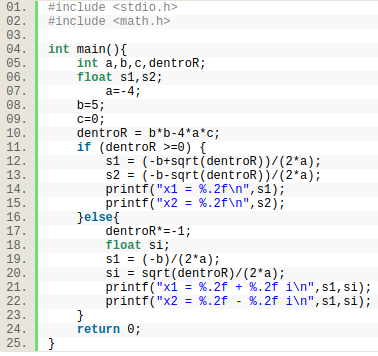 01. #include <stdio.h>
02. #include <math.h>
03.
04. int main(){
05.     int a,b,c,dentroR;
06.     float s1,s2;
07.         a=-4;
08.     b=5;
09.     c=0;
10.     dentroR = b*b-4*a*c;
11.     if (dentroR >=0) {
12.         s1 = (-b+sqrt(dentroR))/(2*a);
13.         s2 = (-b-sqrt(dentroR))/(2*a);
14.         printf("x1 = %.2f\n",s1);
15.         printf("x2 = %.2f\n",s2);
16.     }else{
17.         dentroR*=-1;
18.         float si;
19.         s1 = (-b)/(2*a);
20.         si = sqrt(dentroR)/(2*a);
21.         printf("x1 = %.2f + %.2f i\n",s1,si);
22.         printf("x2 = %.2f - %.2f i\n",s1,si);
23.     }
24.     return 0;
25. }